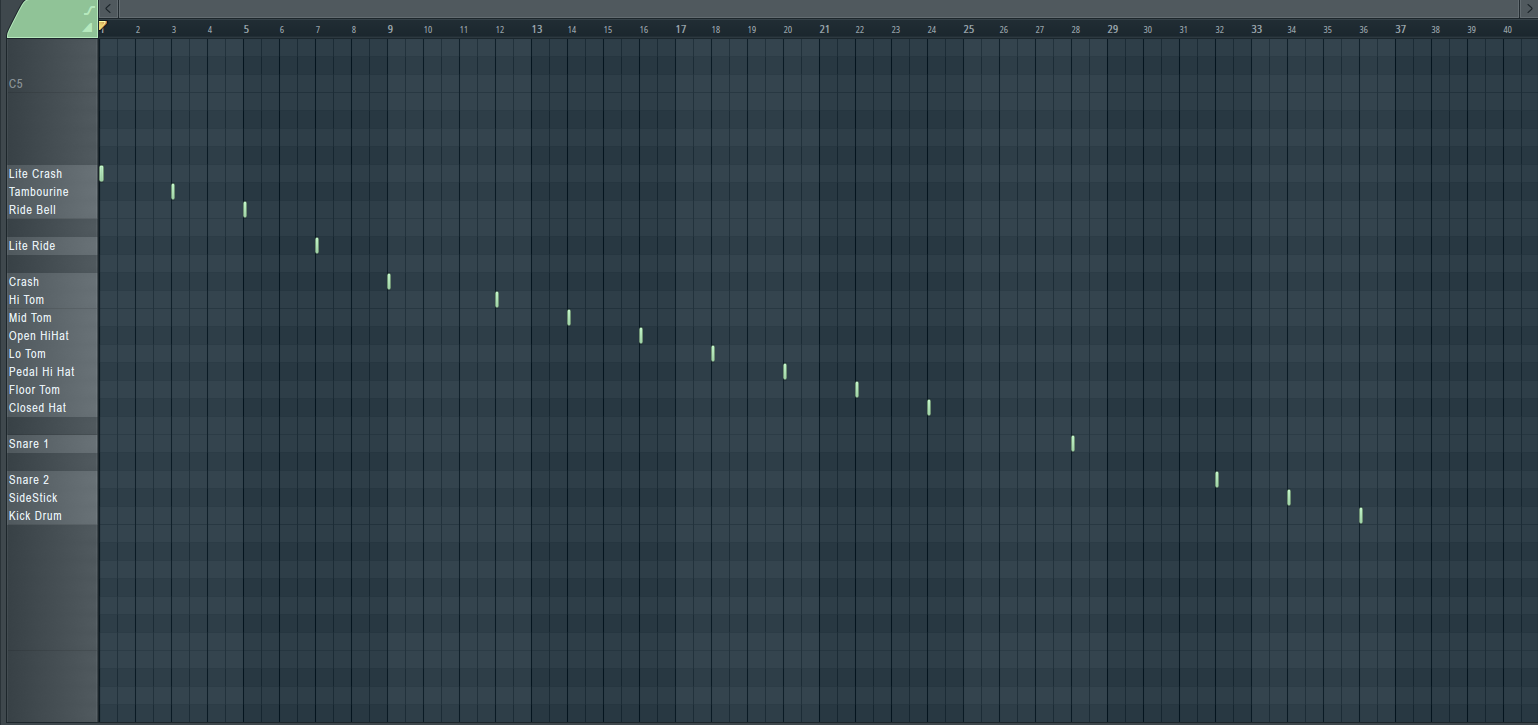 1 2 3 4 5 6 7 8 9 10 11 12 13 14 15 16 17 18 19 20 21 22 23 24 25 26 27 28 29 30 31 32 33 34 35 36 37 38 39 40
C5
Lite Crash
Tambourine
Ride Bell
Lite Ride
Crash
Hi Tom
Mid Tom
Open HiHat
Lo Tom
Pedal Hi Hat
Floor Tom
Closed Hat
Snare 1
Snare 2
SideStick
Kick Drum